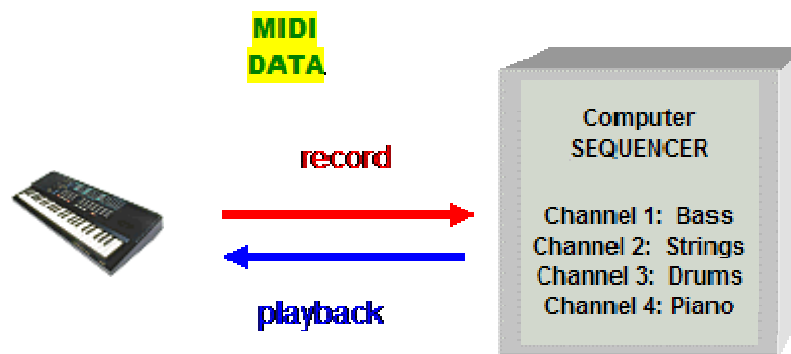 MIDI
DATA
record
playback
Computer
SEQUENCER
Channel 1: Bass
Channel 2: Strings
Channel 3: Drums
Channel 4: Piano